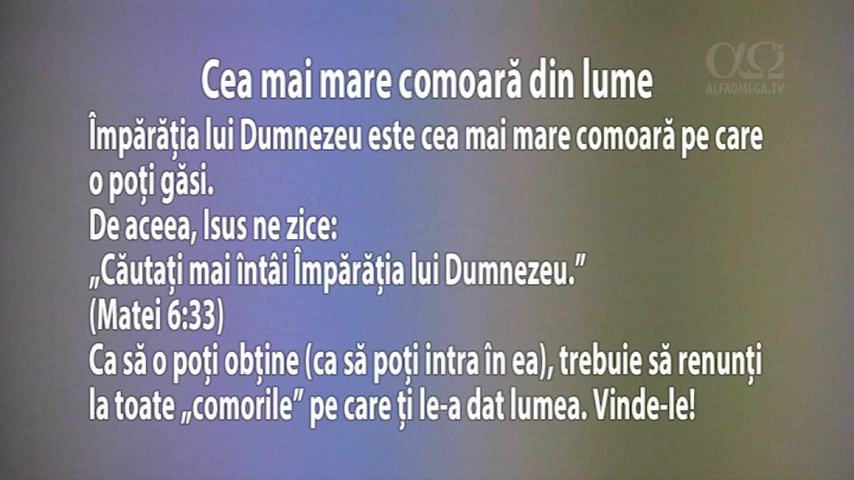 Cea mai mare comoară din lume
αΩ tv
ALFAOMEGA.TV
Împărăția lui Dumnezeu este cea mai mare comoară pe care
o poți găsi.
De aceea, Isus ne zice:
„Căutați mai întâi Împărăția lui Dumnezeu.”
(Matei 6:33)
Ca să o poți obține (ca să poți intra în ea), trebuie să renunți
la toate „comorile” pe care ți le-a dat lumea. Vinde-le!